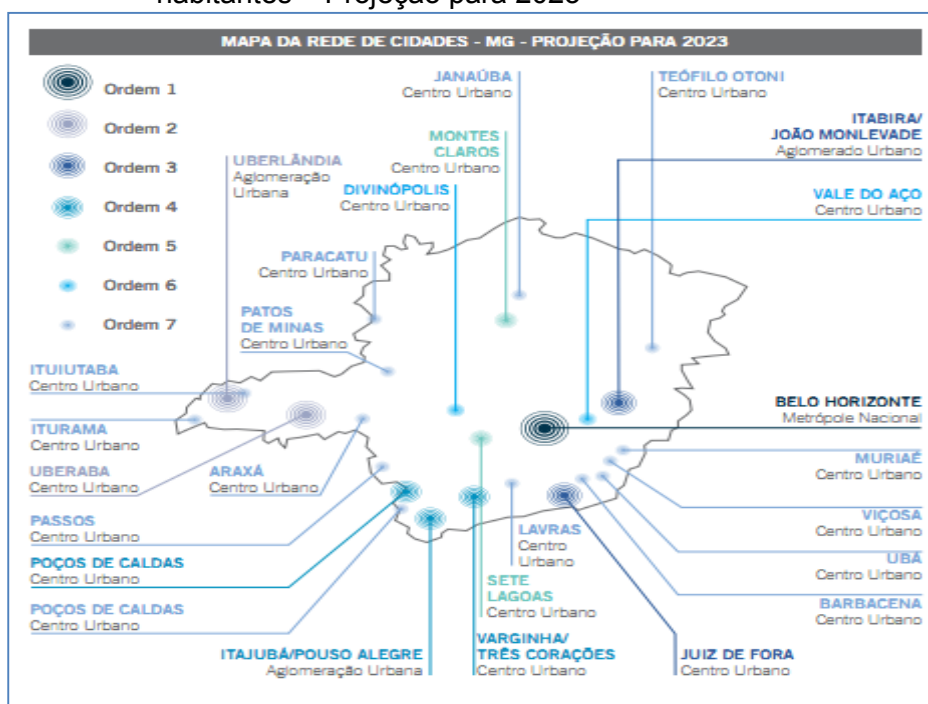 habitantes – Projeção para 2023
MAPA DA REDE DE CIDADES - MG - PROJEÇÃO PARA 2023
Ordem 1
Ordem 2
Ordem 3
Ordem 4
Ordem 5
Ordem 6
Ordem 7
JANAÚBA
Centro Urbano
TEÓFILO OTONI
Centro Urbano
MONTES
CLAROS
Centro Urbano
ITABIRA/
JOÃO MONLEVADE
Aglomerado Urbano
UBERLÂNDIA
Aglomeração
Urbana
DIVINÓPOLIS
Centro Urbano
VALE DO AÇO
Centro Urbano
PARACATU
Centro Urbano
PATOS
DE MINAS
Centro Urbano
ITUIUTABA
Centro Urbano
BELO HORIZONTE
Metrópole Nacional
ITURAMA
Centro Urbano
UBERABA
Centro Urbano
ARAXÁ
Centro Urbano
MURIAÉ
Centro Urbano
PASSOS
Centro Urbano
LAVRAS
Centro
Urbano
VIÇOSA
Centro Urbano
POÇOS DE CALDAS
Centro Urbano
UBÁ
Centro Urbano
POÇOS DE CALDAS
Centro Urbano
SETE
LAGOAS
Centro Urbano
BARBACENA
Centro Urbano
ITAJUBÁ/POUSO ALEGRE
Aglomeração Urbana
VARGINHA/
TRÊS CORAÇÕES
Centro Urbano
JUIZ DE FORA
Centro Urbano